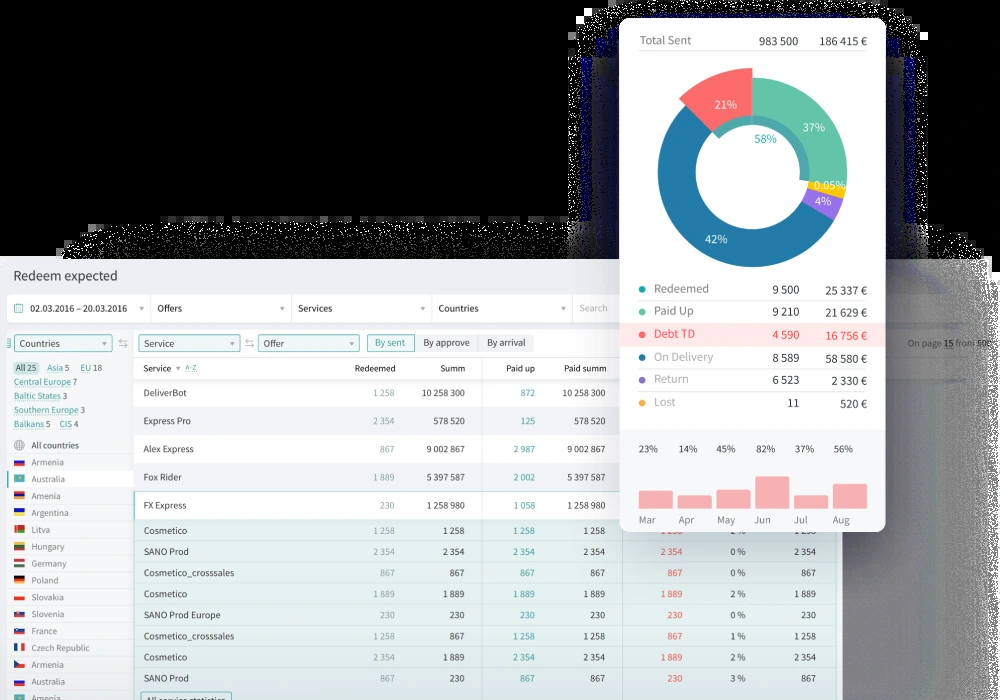 Total Sent 983 500 186 415 €
21%
37%
58%
0.05%
4%
42%
Redeemed 9 500 25 337 €
Paid Up 9 210 21 629 €
Debt TD 4 590 16 756 €
On Delivery 8 589 58 580 €
Return 6 523 2 330 €
Lost 11 520 €
23% 14% 45% 82% 37% 56%
Mar Apr May Jun Jul Aug
Redeem expected
02.03.2016 – 20.03.2016 Offers Services Countries Search
Countries Service Offer By sent By approve By arrival On page 15 from
All 25 Asia 5 EU 18
Central Europe 7
Baltic States 3
Southern Europe 3
Balkans 5 CIS 4
All countries
Armenia
Australia
Amenia
Argentina
Litva
Hungary
Germany
Poland
Slovakia
Slovenia
France
Czech Republic
Armenia
Australia
Armenia
Service A-Z Redeemed Summ Paid up Paid summ
DeliverBot 1 258 10 258 300 872 10 258 300
Express Pro 2 354 578 520 125 578 520
Alex Express 867 9 002 867 2 987 9 002 867
Fox Rider 1 889 5 397 587 2 002 5 397 587
FX Express 230 1 258 980 1 058 1 258 980
Cosmetico 1 258 1 258 1 258 1 258
SANO Prod 2 354 2 354 2 354 2 354 2 354 0 % 2 354
Cosmetico_crosssales 867 867 867 867 867 0 % 867
Cosmetico 1 889 1 889 1 889 1 889 1 889 2 % 1 889
SANO Prod Europe 230 230 230 230 230 0 % 230
Cosmetico_crosssales 1 258 867 1 258 867 867 1 % 1 258
Cosmetico 2 354 1 889 2 354 2 354 1 889 2 % 2 354
SANO Prod 867 230 867 867 230 3 % 867
All service statistics